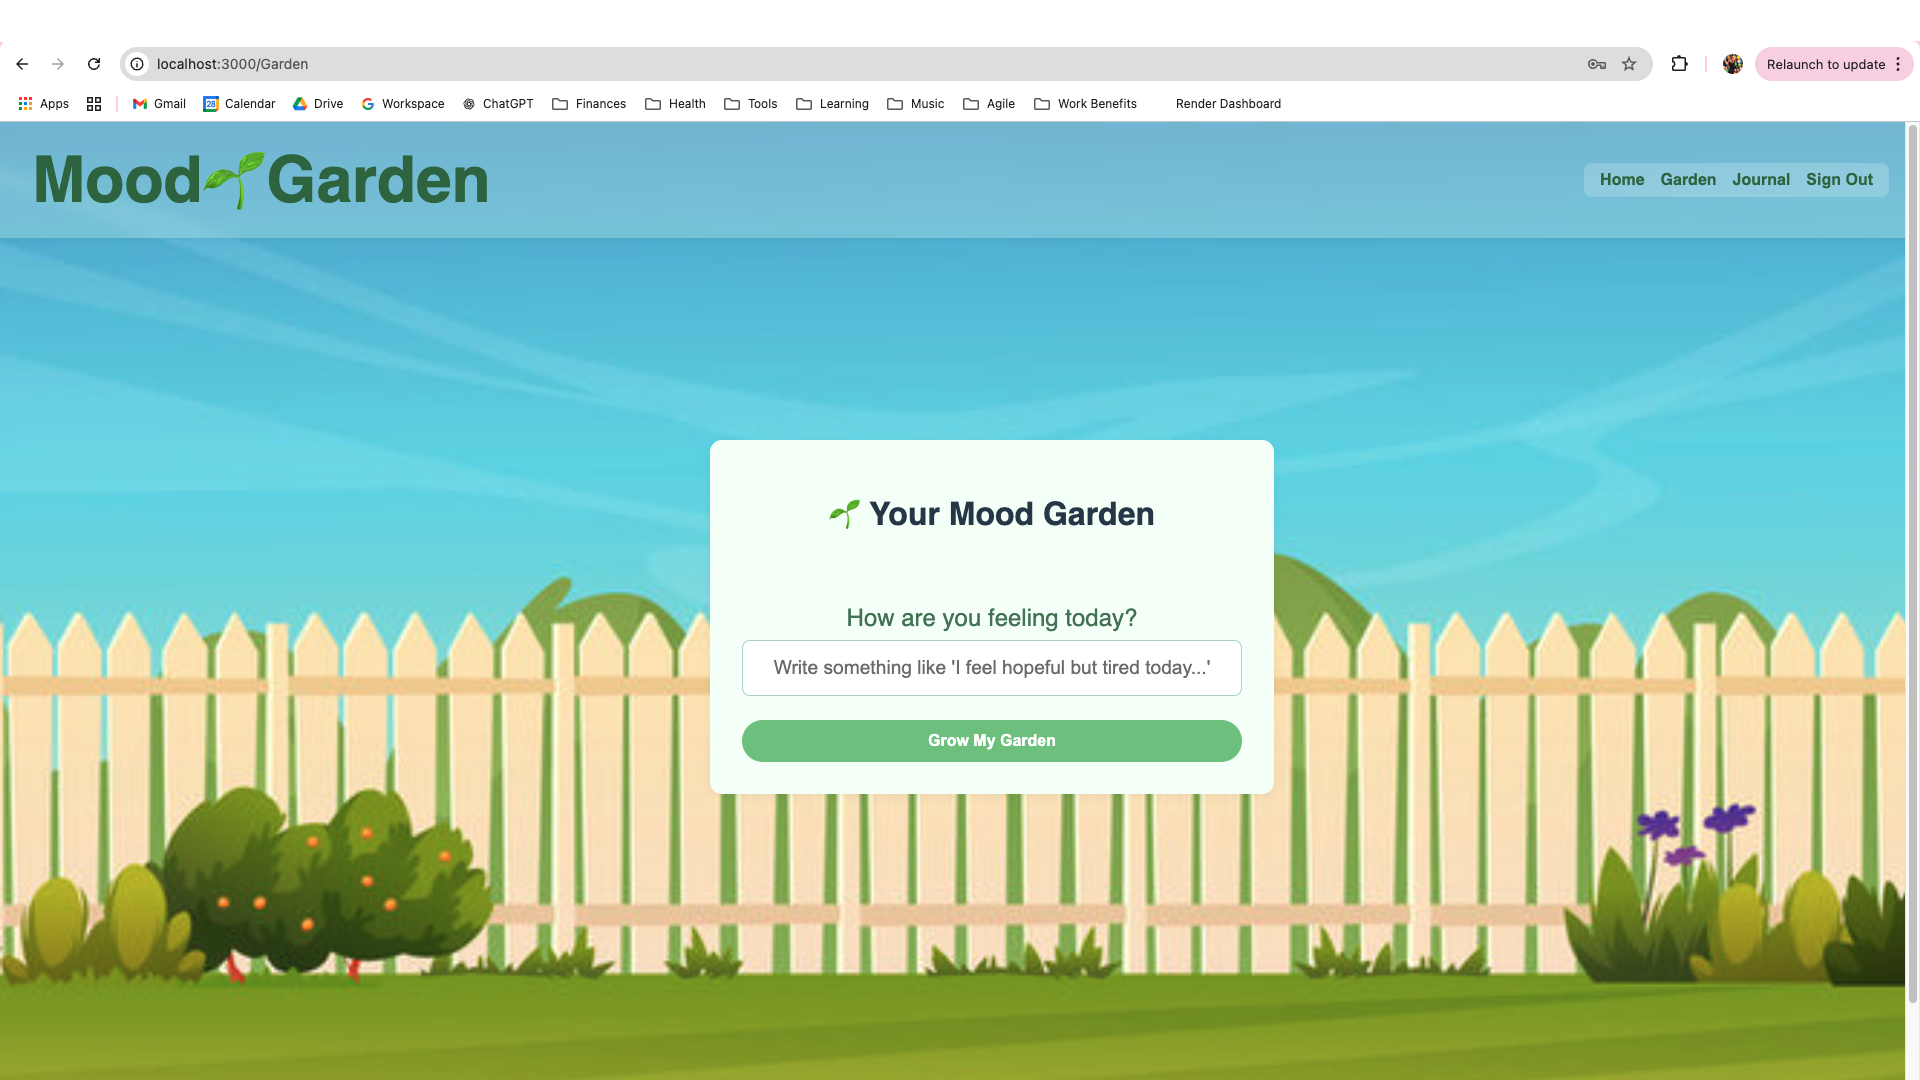 localhost:3000/Garden
Relaunch to update
Apps Gmail 28 Calendar Drive Workspace ChatGPT Finances Health Tools Learning Music Agile Work Benefits Render Dashboard
Mood Garden
Home Garden Journal Sign Out
Your Mood Garden
How are you feeling today?
Write something like 'I feel hopeful but tired today...'
Grow My Garden